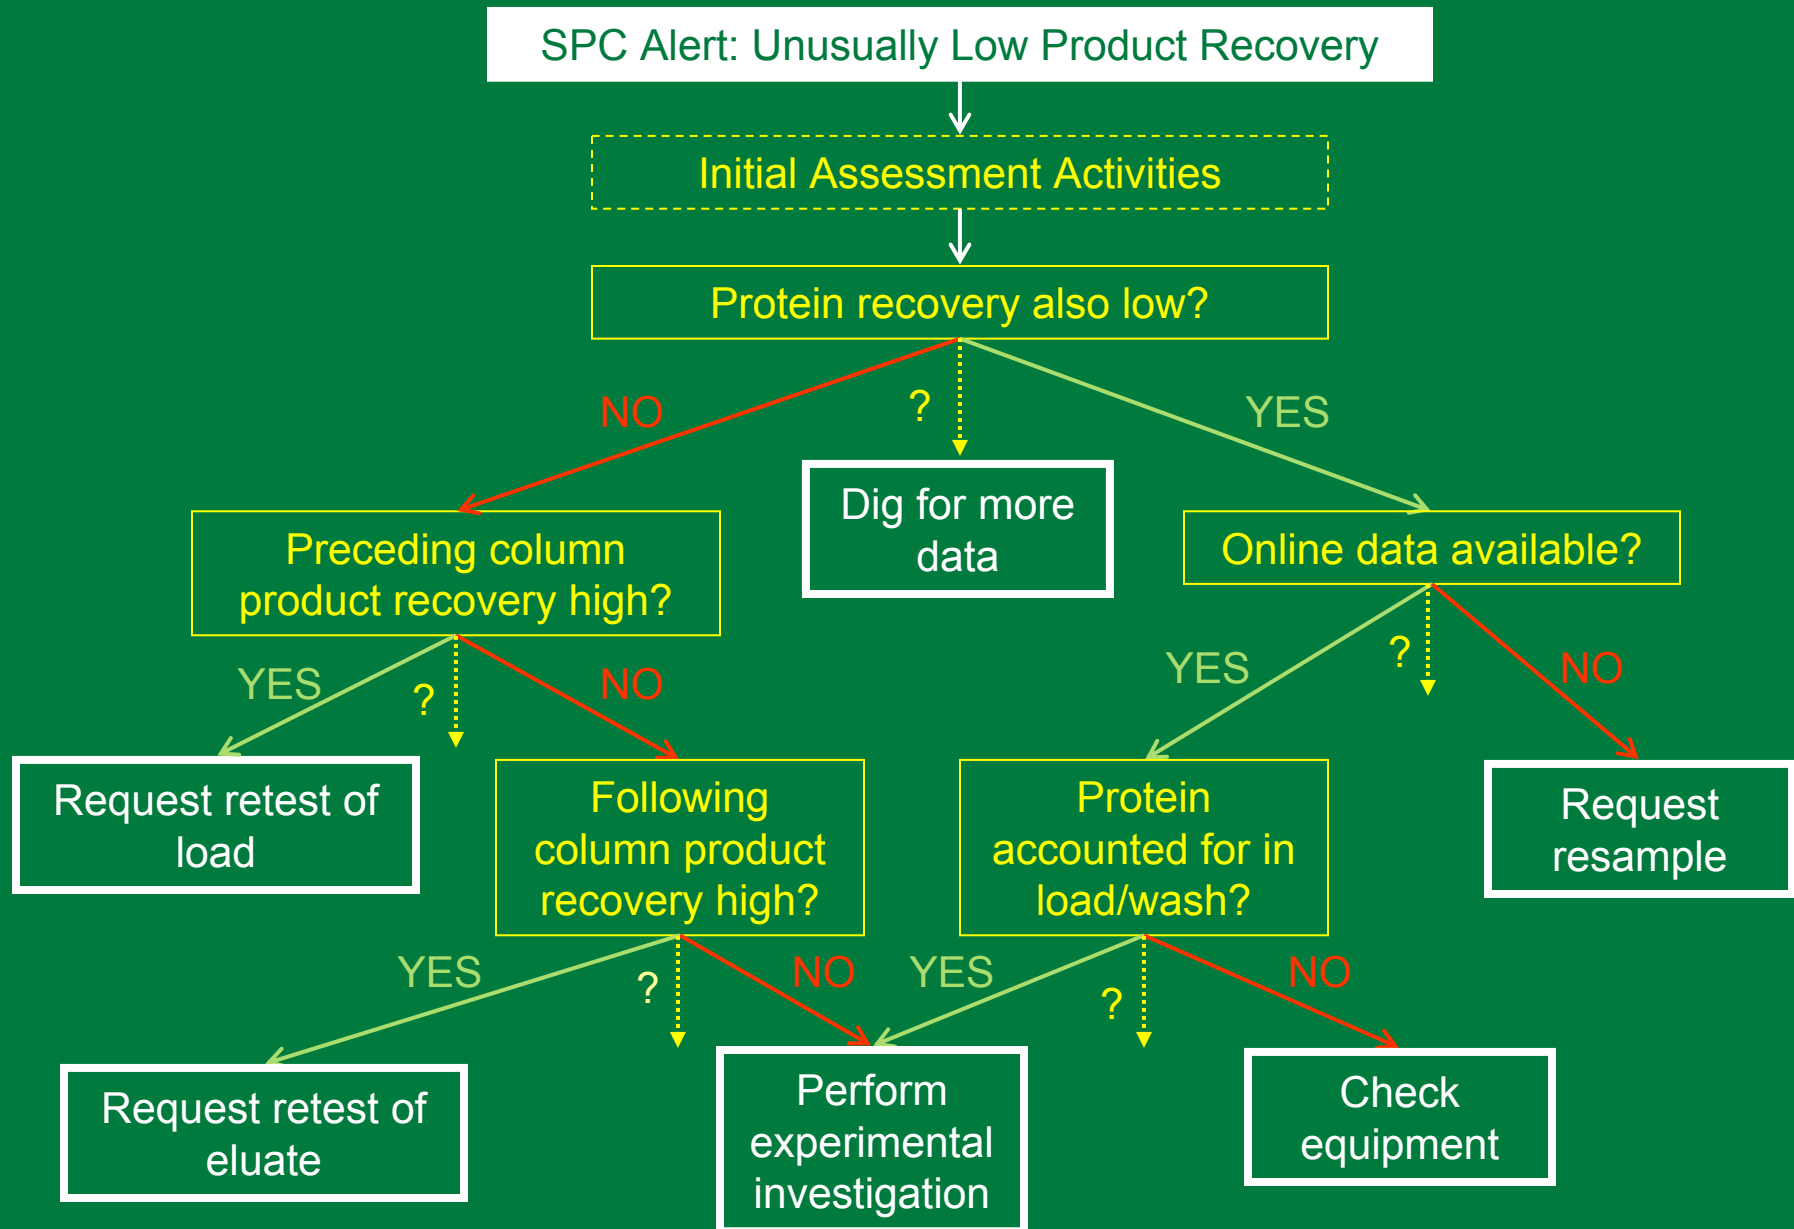 SPC Alert: Unusually Low Product Recovery
Initial Assessment Activities
Protein recovery also low?
NO
?
YES
Dig for more
data
Preceding column
product recovery high?
Online data available?
YES
?
NO
YES
?
NO
Request retest of
load
Following
column product
recovery high?
Protein
accounted for in
load/wash?
Request
resample
YES
?
NO
YES
?
NO
Request retest of
eluate
Perform
experimental
investigation
Check
equipment